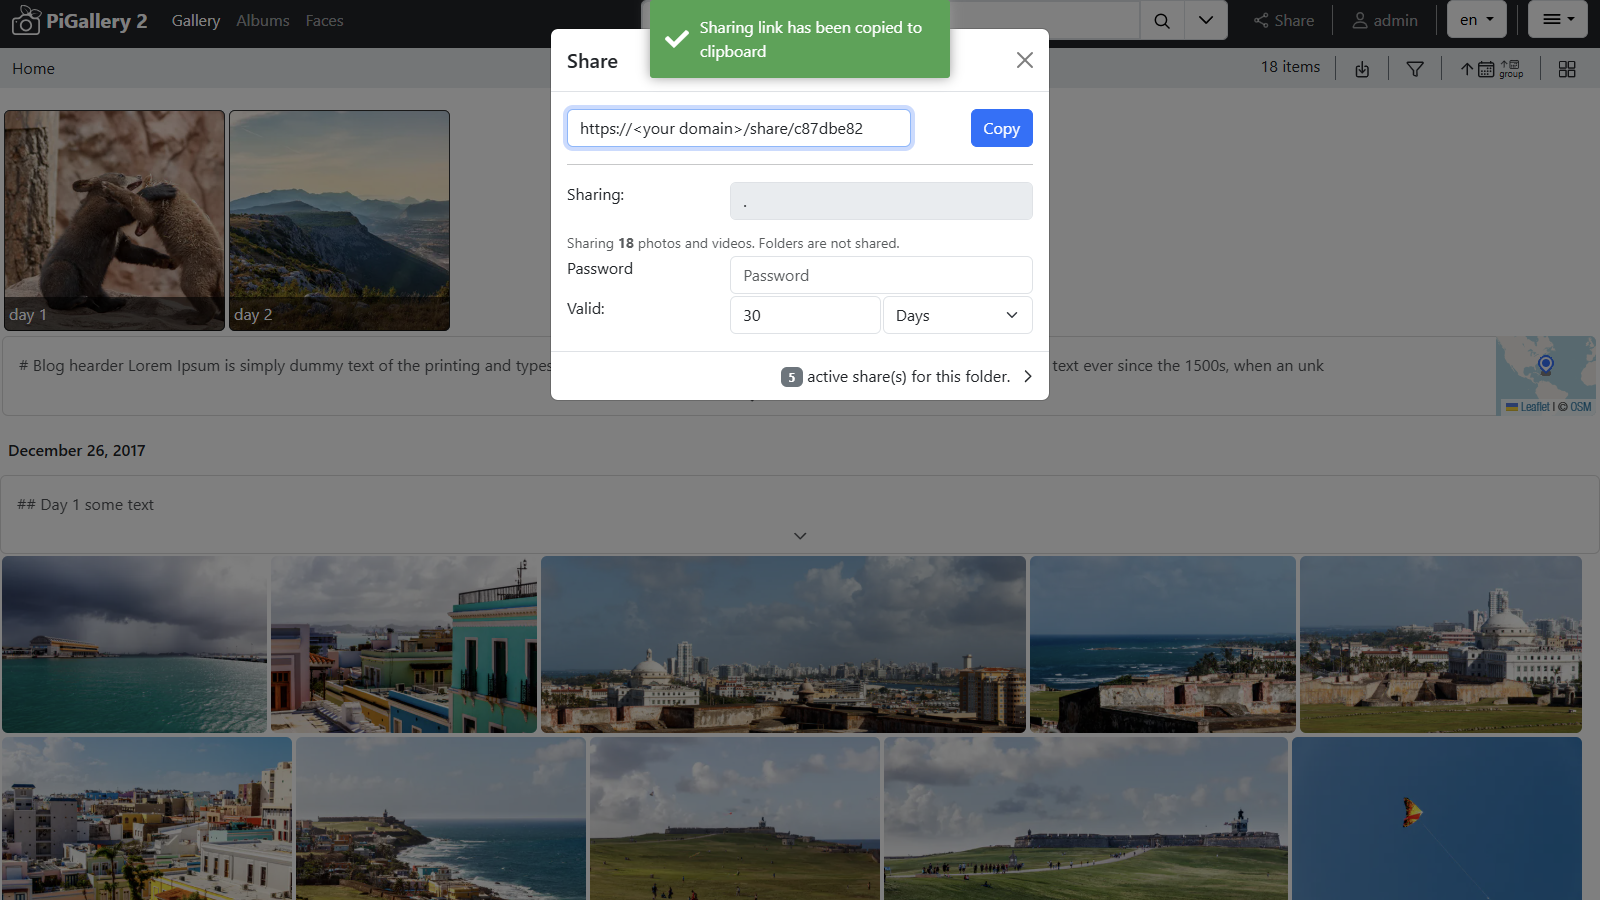 PiGallery 2
Gallery
Albums
Faces
Share
admin
en
Sharing link has been copied to
clipboard
Home
18 items
group
Share
https://<your domain>/share/c87dbe82
Copy
Sharing:
.
Sharing 18 photos and videos. Folders are not shared.
Password
Password
Valid:
30
Days
5 active share(s) for this folder.
day 1
day 2
# Blog hearder Lorem Ipsum is simply dummy text of the printing and types
text ever since the 1500s, when an unk
Leaflet | © OSM
December 26, 2017
## Day 1 some text